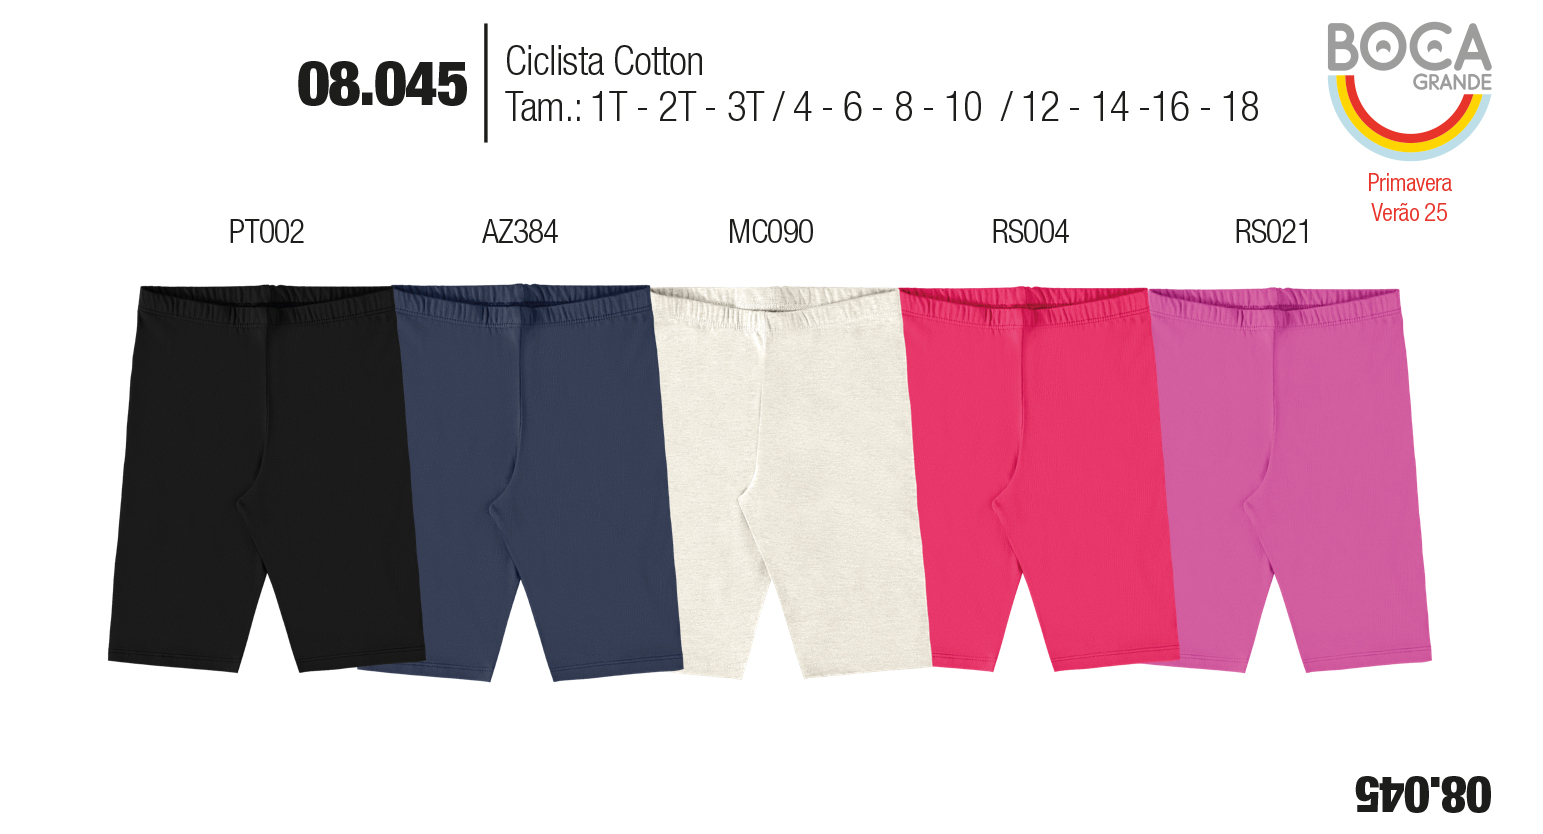 08.045
Ciclista Cotton
Tam.: 1T - 2T - 3T / 4 - 6 - 8 - 10  / 12 - 14 -16 - 18
BOCA
GRANDE
Primavera
Verão 25
PT002
AZ384
MC090
RS004
RS021
08.045